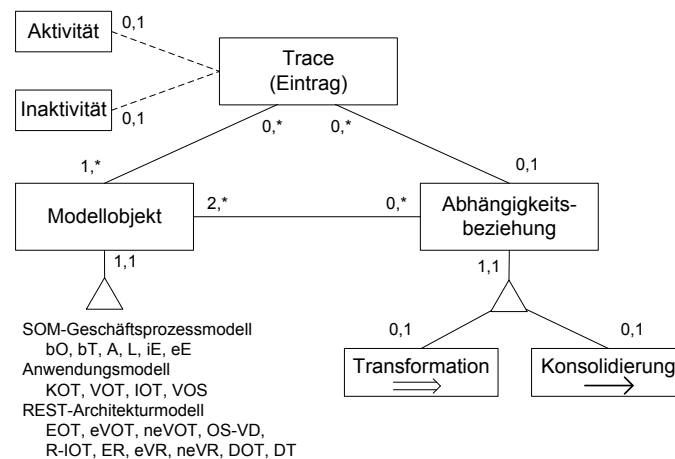 Aktivität
0,1
Trace
(Eintrag)
Inaktivität
0,1
0,*
0,*
1,*
0,1
Modellobjekt
2,*
0,*
Abhängigkeits-
beziehung
1,1
1,1
SOM-Geschäftsprozessmodell
bO, bT, A, L, iE, eE
Anwendungsmodell
KOT, VOT, IOT, VOS
REST-Architekturmodell
EOT, eVOT, neVOT, OS-VD,
R-IOT, ER, eVR, neVR, DOT, DT
0,1
0,1
Transformation
Konsolidierung